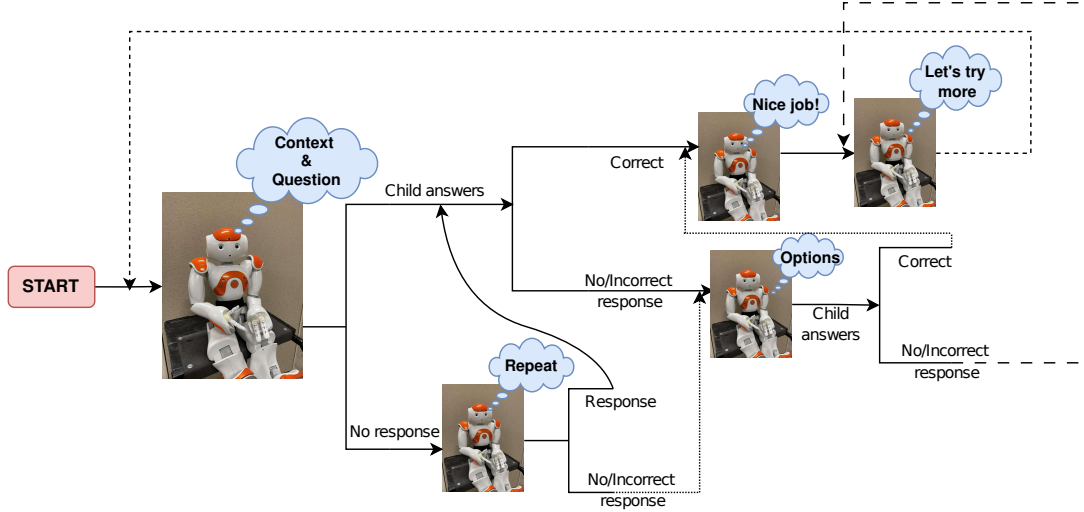 START
Context
&
Question
Child answers
No response
Repeat
Response
No/Incorrect
response
Correct
No/Incorrect
response
Nice job!
Let's try
more
Options
Child
answers
Correct
No/Incorrect
response